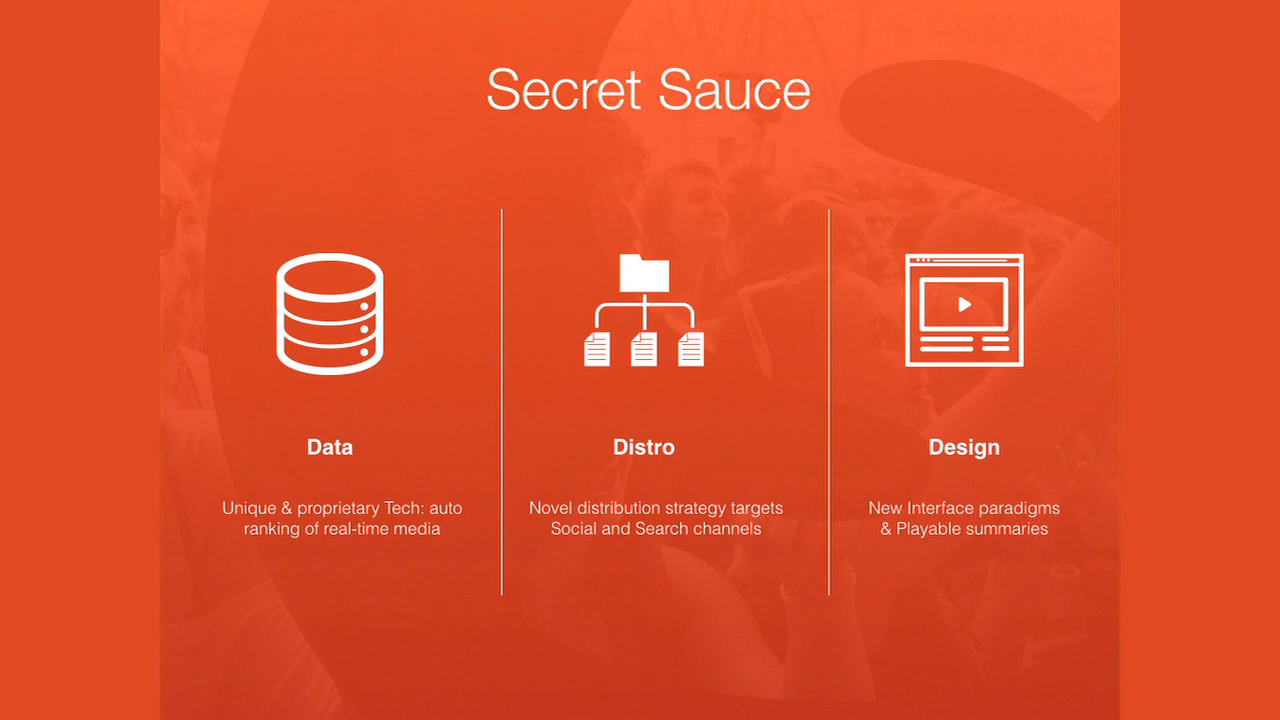 Secret Sauce
Data
Unique & proprietary Tech: auto
ranking of real-time media
Distro
Novel distribution strategy targets
Social and Search channels
Design
New Interface paradigms
& Playable summaries